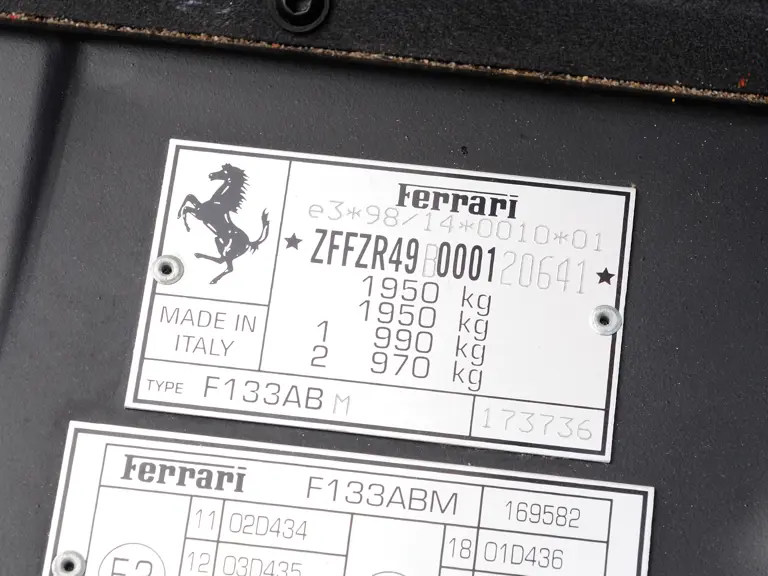 Ferrari
e3*98/14*0010*01
★ ZFFZR49B000120641 ★
1950 kg
1950 kg
1 990 kg
2 970 kg
MADE IN
ITALY
TYPE F133AB M
173736
Ferrari F133ABM 169582
11 02D434
18 01D436
12 03D435